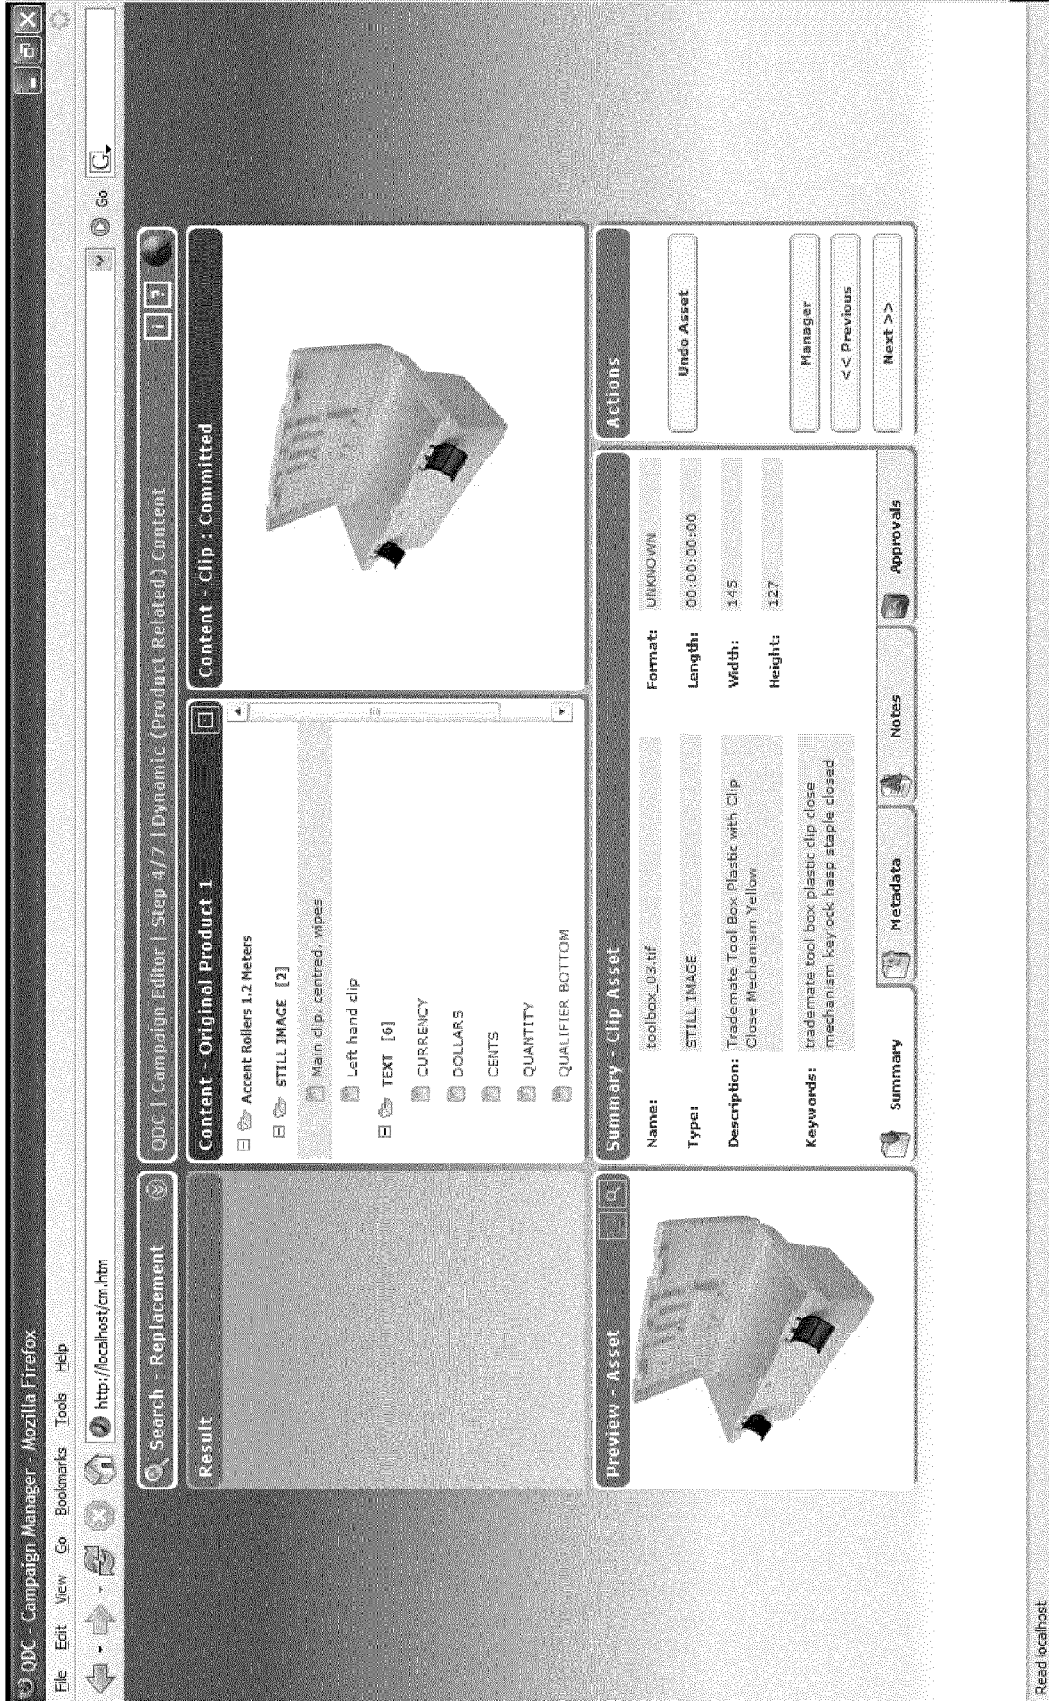 QDC - Campaign Manager - Mozilla Firefox
File Edit View Go Bookmarks Tools Help
http://localhost/cm.htm
Go
G
Search - Replacement
QDC | Campaign Editor | Step 4/7 | Dynamic (Product Related) Content
i ?
Result
Content - Original Product 1
Accent Rollers 1.2 Meters
STILL IMAGE [2]
Main clip, centred, wipes
Left hand clip
TEXT [6]
CURRENCY
DOLLARS
CENTS
QUANTITY
QUALIFIER BOTTOM
Content - Clip : Committed
Preview - Asset
Summary - Clip Asset
Name: toolbox_03.tif
Format: UNKNOWN
Type: STILL IMAGE
Length: 00:00:00:00
Description: Trademate Tool Box Plastic with Clip
Close Mechanism Yellow
Width: 145
Height: 127
Keywords: trademate tool box plastic clip close
mechanism key lock hasp staple closed
Summary
Metadata
Notes
Approvals
Actions
Undo Asset
Manager
<< Previous
Next >>
Read localhost